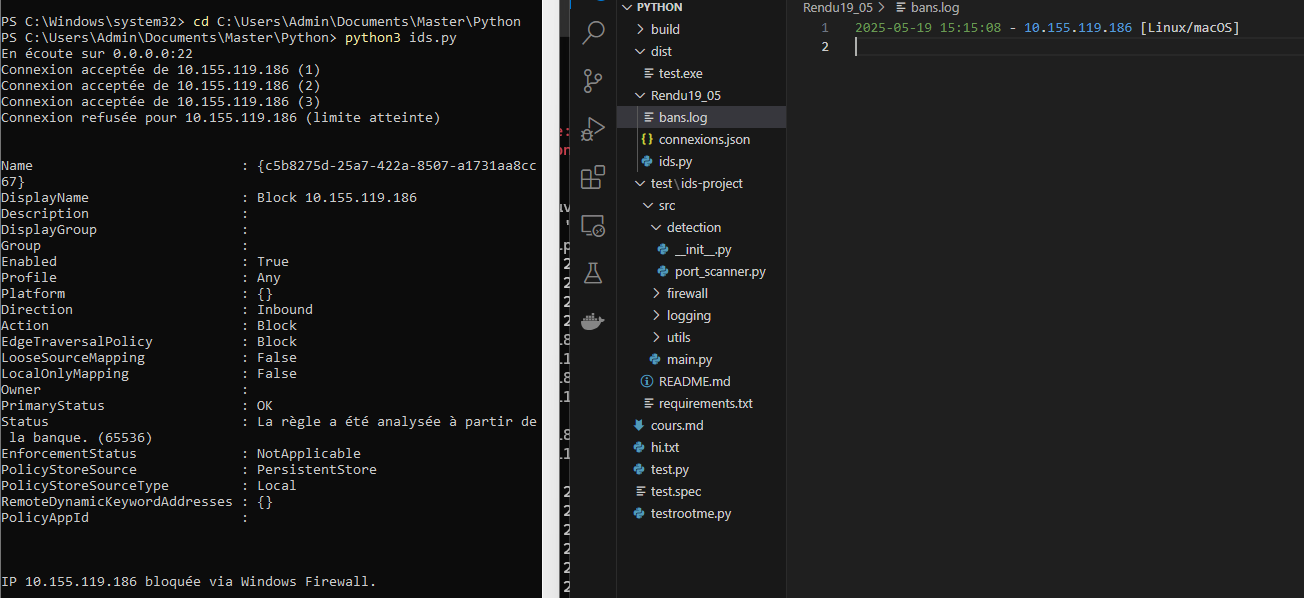 PS C:\Windows\system32> cd C:\Users\Admin\Documents\Master\Python
PS C:\Users\Admin\Documents\Master\Python> python3 ids.py
En écoute sur 0.0.0.0:22
Connexion acceptée de 10.155.119.186 (1)
Connexion acceptée de 10.155.119.186 (2)
Connexion acceptée de 10.155.119.186 (3)
Connexion refusée pour 10.155.119.186 (limite atteinte)
Name : {c5b8275d-25a7-422a-8507-a1731aa8cc
67}
DisplayName : Block 10.155.119.186
Description :
DisplayGroup :
Group :
Enabled : True
Profile : Any
Platform : {}
Direction : Inbound
Action : Block
EdgeTraversalPolicy : Block
LooseSourceMapping : False
LocalOnlyMapping : False
Owner :
PrimaryStatus : OK
Status : La règle a été analysée à partir de
la banque. (65536)
EnforcementStatus : NotApplicable
PolicyStoreSource : PersistentStore
PolicyStoreSourceType : Local
RemoteDynamicKeywordAddresses : {}
PolicyAppId :
IP 10.155.119.186 bloquée via Windows Firewall.
PYTHON
build
dist
test.exe
Rendu19_05
bans.log
connexions.json
ids.py
test\ids-project
src
detection
__init__.py
port_scanner.py
firewall
logging
utils
main.py
README.md
requirements.txt
cours.md
hi.txt
test.py
test.spec
testrootme.py
Rendu19_05 > bans.log
1 2025-05-19 15:15:08 - 10.155.119.186 [Linux/macOS]
2